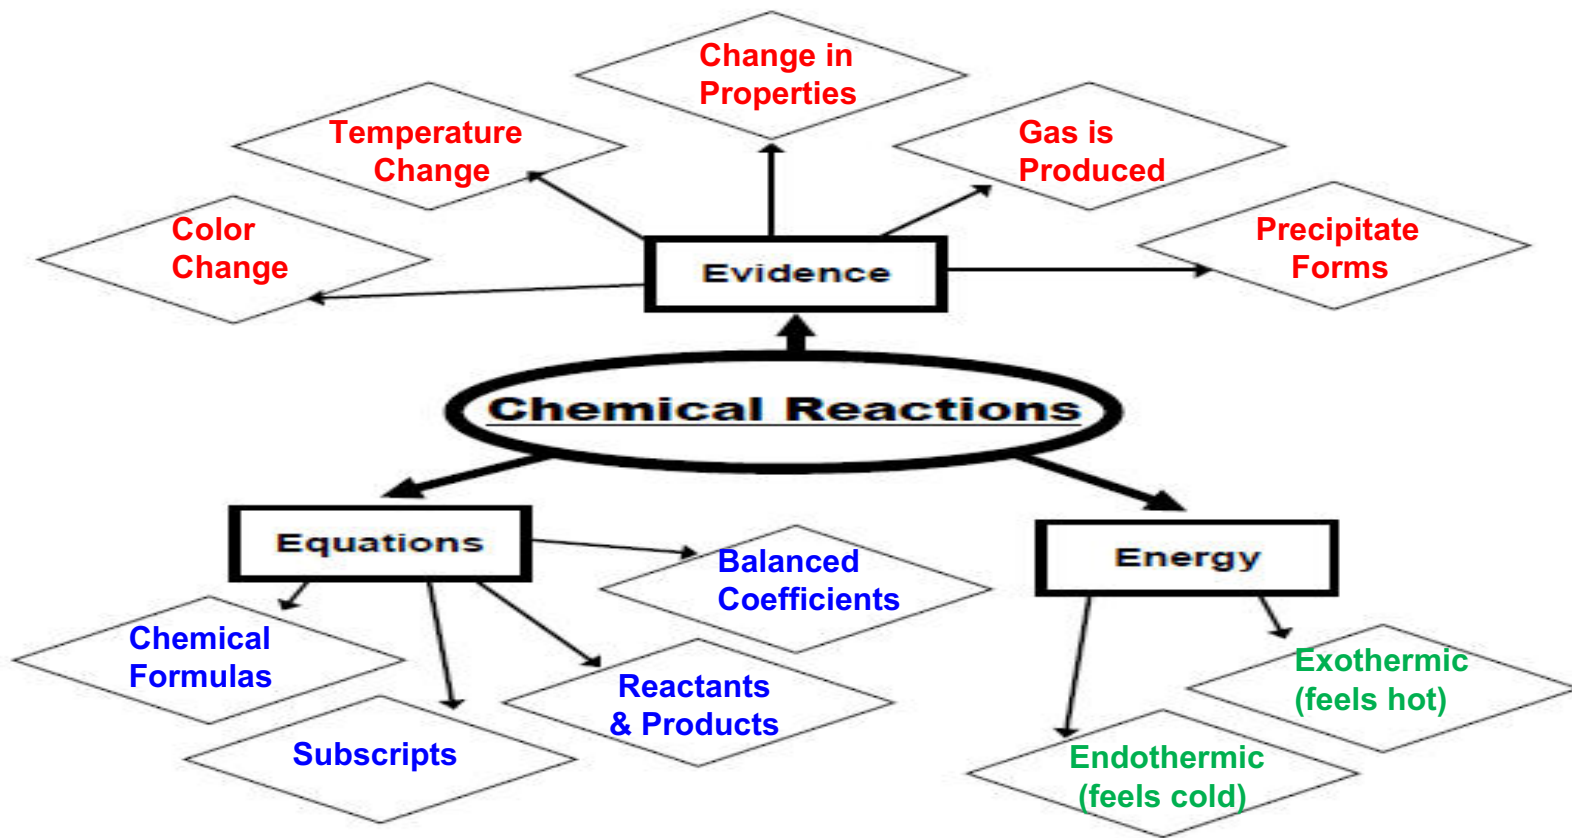 Change in
Properties
Temperature
Change
Gas is
Produced
Color
Change
Precipitate
Forms
Evidence
Chemical Reactions
Equations
Energy
Balanced
Coefficients
Chemical
Formulas
Reactants
& Products
Subscripts
Exothermic
(feels hot)
Endothermic
(feels cold)